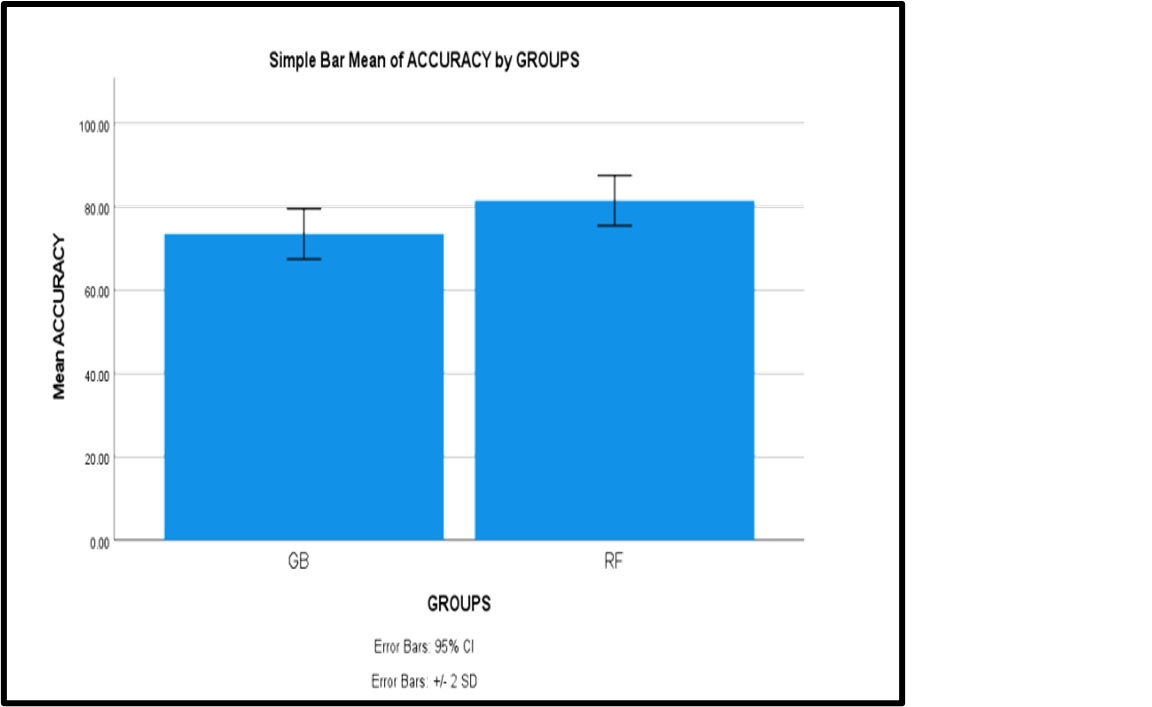 Simple Bar Mean of ACCURACY by GROUPS
Mean ACCURACY
100.00
80.00
60.00
40.00
20.00
0.00
GB RF
GROUPS
Error Bars: 95% CI
Error Bars: +/- 2 SD